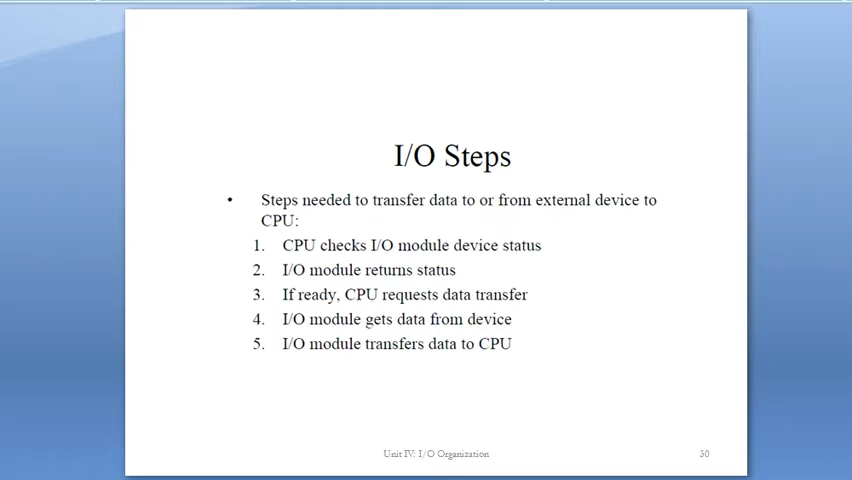 I/O Steps
• Steps needed to transfer data to or from external device to
CPU:
1. CPU checks I/O module device status
2. I/O module returns status
3. If ready, CPU requests data transfer
4. I/O module gets data from device
5. I/O module transfers data to CPU
Unit IV: I/O Organization 30